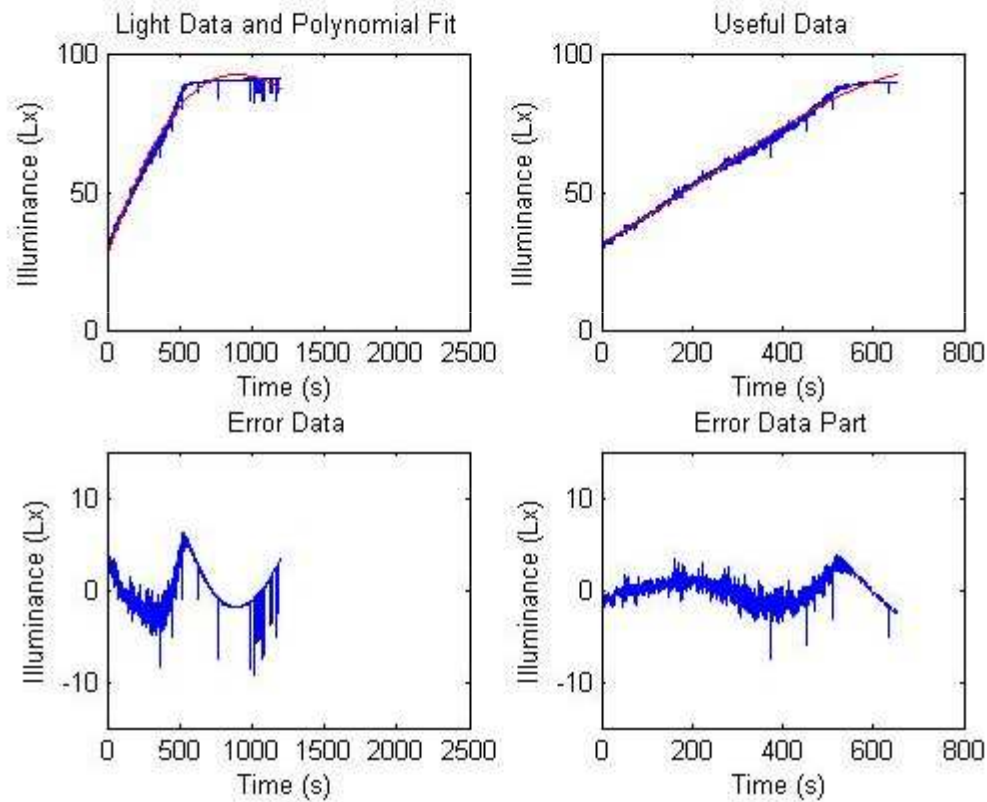 Light Data and Polynomial Fit
100
50
0
Illuminance (Lx)
0 500 1000 1500 2000 2500
Time (s)
Useful Data
100
50
0
Illuminance (Lx)
0 200 400 600 800
Time (s)
Error Data
10
0
-10
Illuminance (Lx)
0 500 1000 1500 2000 2500
Time (s)
Error Data Part
10
0
-10
Illuminance (Lx)
0 200 400 600 800
Time (s)